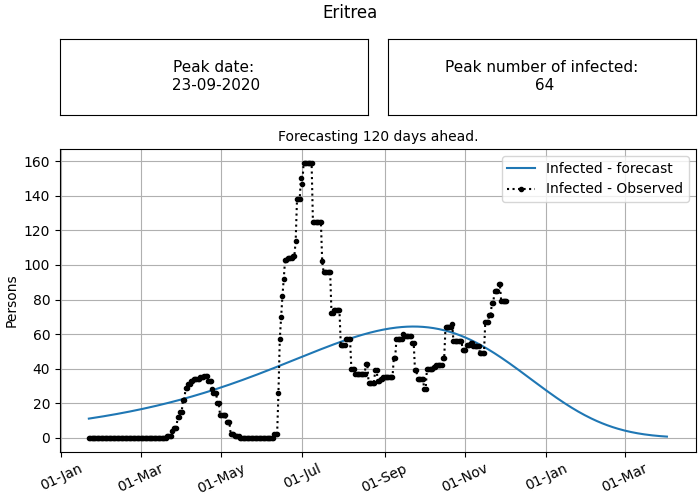 Eritrea
Peak date:
23-09-2020
Peak number of infected:
64
Forecasting 120 days ahead.
Infected - forecast
Infected - Observed
Persons
160
140
120
100
80
60
40
20
0
01-Jan
01-Mar
01-May
01-Jul
01-Sep
01-Nov
01-Jan
01-Mar